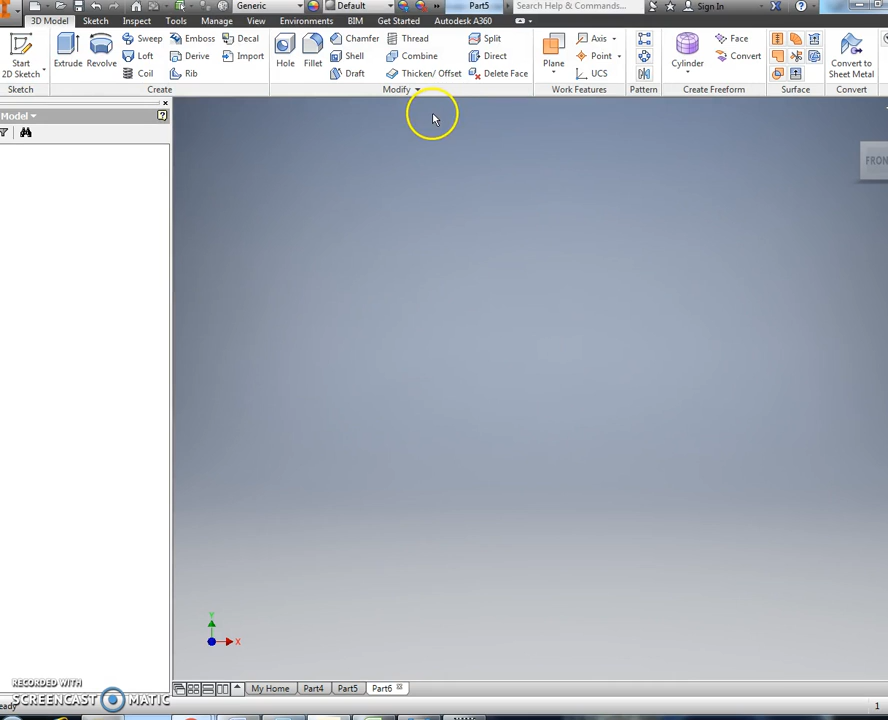 Generic Default Part5 Search Help & Commands... Sign In
3D Model Sketch Inspect Tools Manage View Environments BIM Get Started Autodesk A360
Start
2D Sketch
Extrude Revolve
Sweep Emboss Decal
Loft Derive Import
Coil Rib
Hole Fillet
Chamfer Thread Split
Shell Combine Direct
Draft Thicken/ Offset Delete Face
Plane
Axis
Point
UCS
Cylinder
Face
Convert
Convert to
Sheet Metal
Sketch Create Modify Work Features Pattern Create Freeform Surface Convert
Model
FRON
Y
X
RECORDED WITH
SCREENCAST MATIC
My Home Part4 Part5 Part6
eady 1